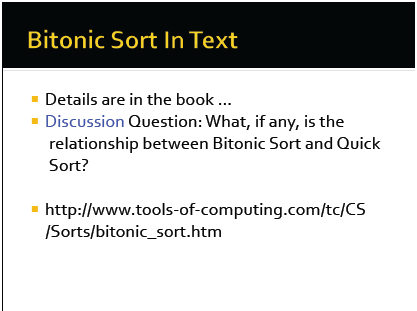 Bitonic Sort In Text
Details are in the book ...
Discussion Question: What, if any, is the
relationship between Bitonic Sort and Quick
Sort?
http://www.tools-of-computing.com/tc/CS
/Sorts/bitonic_sort.htm